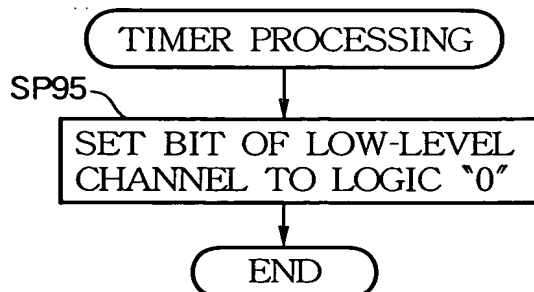 TIMER PROCESSING
SP95
SET BIT OF LOW-LEVEL
CHANNEL TO LOGIC "0"
END